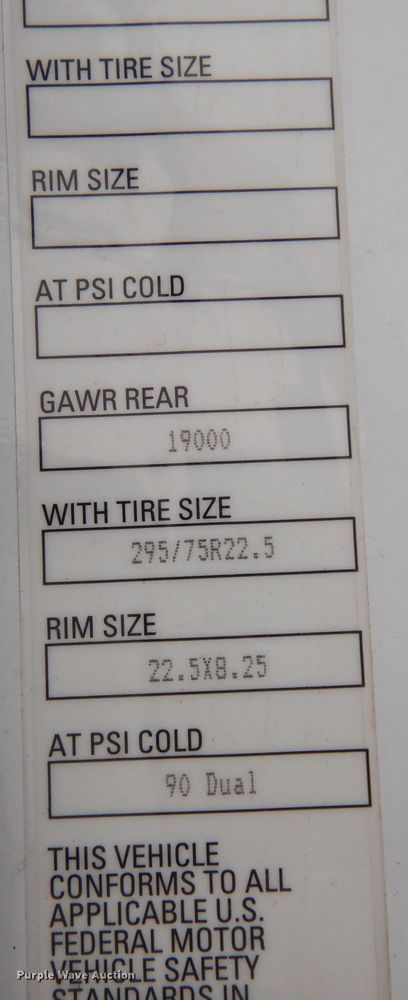 WITH TIRE SIZE
RIM SIZE
AT PSI COLD
GAWR REAR
19000
WITH TIRE SIZE
295/75R22.5
RIM SIZE
22.5X8.25
AT PSI COLD
90 Dual
THIS VEHICLE
CONFORMS TO ALL
APPLICABLE U.S.
FEDERAL MOTOR
VEHICLE SAFETY
STANDARDS IN
Purple Wave Auction